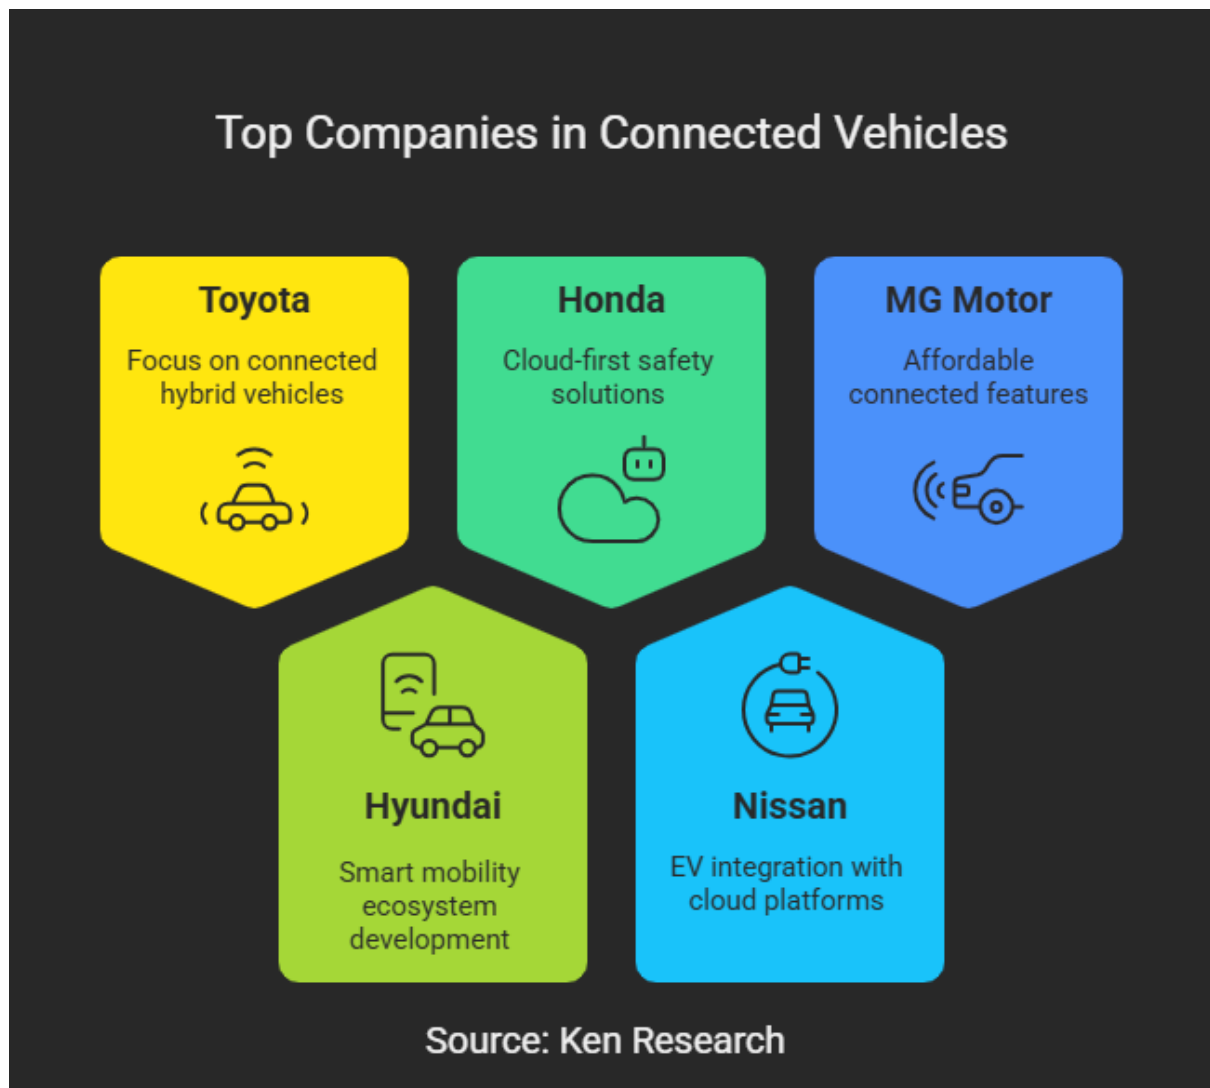 Top Companies in Connected Vehicles
Toyota
Focus on connected
hybrid vehicles
Honda
Cloud-first safety
solutions
MG Motor
Affordable
connected features
Hyundai
Smart mobility
ecosystem
development
Nissan
EV integration with
cloud platforms
Source: Ken Research